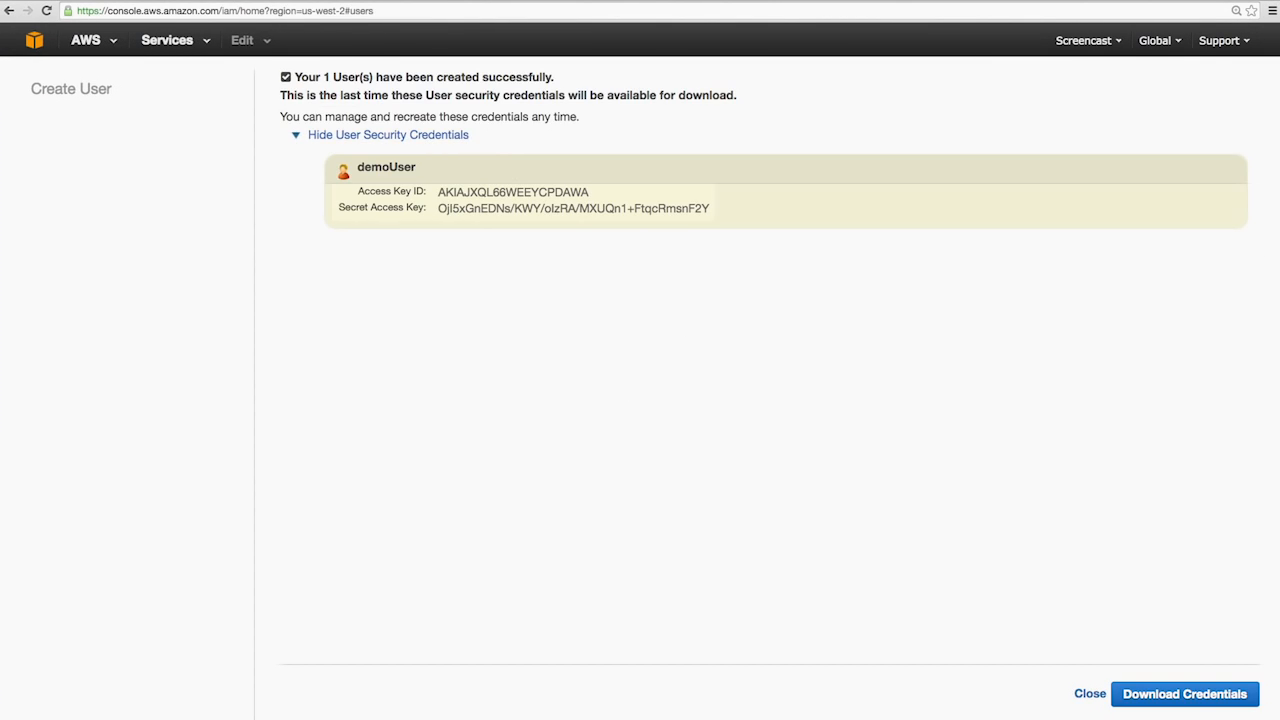 https://console.aws.amazon.com/iam/home?region=us-west-2#users
AWS Services Edit Screencast Global Support
Create User
Your 1 User(s) have been created successfully.
This is the last time these User security credentials will be available for download.
You can manage and recreate these credentials any time.
Hide User Security Credentials
demoUser
Access Key ID: AKIAJXQL66WEEYCPDAWA
Secret Access Key: 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
Close Download Credentials